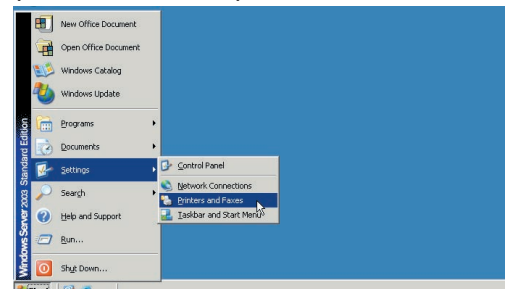 New Office Document
Open Office Document
Windows Catalog
Windows Update
Programs
Documents
Settings
Search
Help and Support
Run...
Shut Down...
Control Panel
Network Connections
Printers and Faxes
Taskbar and Start Menu
Windows Server 2003 Standard Edition